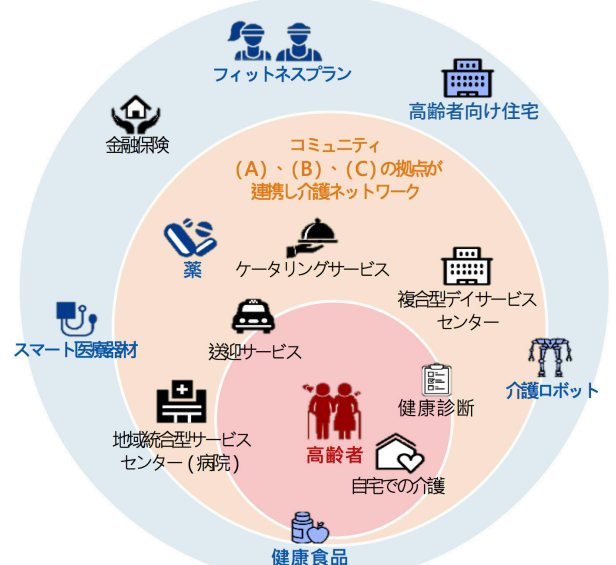 フィットネスプラン
高齢者向け住宅
金融保険
コミュニティ
(A)、(B)、(C)の拠点が
連携し介護ネットワーク
薬
ケータリングサービス
複合型デイサービス
センター
スマート医療器材
送迎サービス
介護ロボット
健康診断
地域統合型サービス
センター(病院)
高齢者
自宅での介護
健康食品